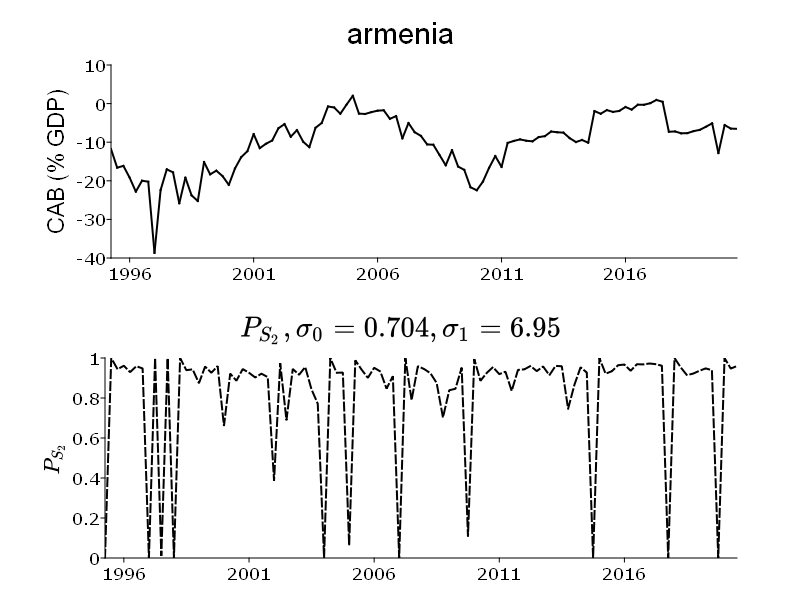 armenia
CAB (% GDP)
10
0
-10
-20
-30
-40
1996 2001 2006 2011 2016
P_{S_2}, σ_0 = 0.704, σ_1 = 6.95
P_{S_2}
1
0.8
0.6
0.4
0.2
0
1996 2001 2006 2011 2016